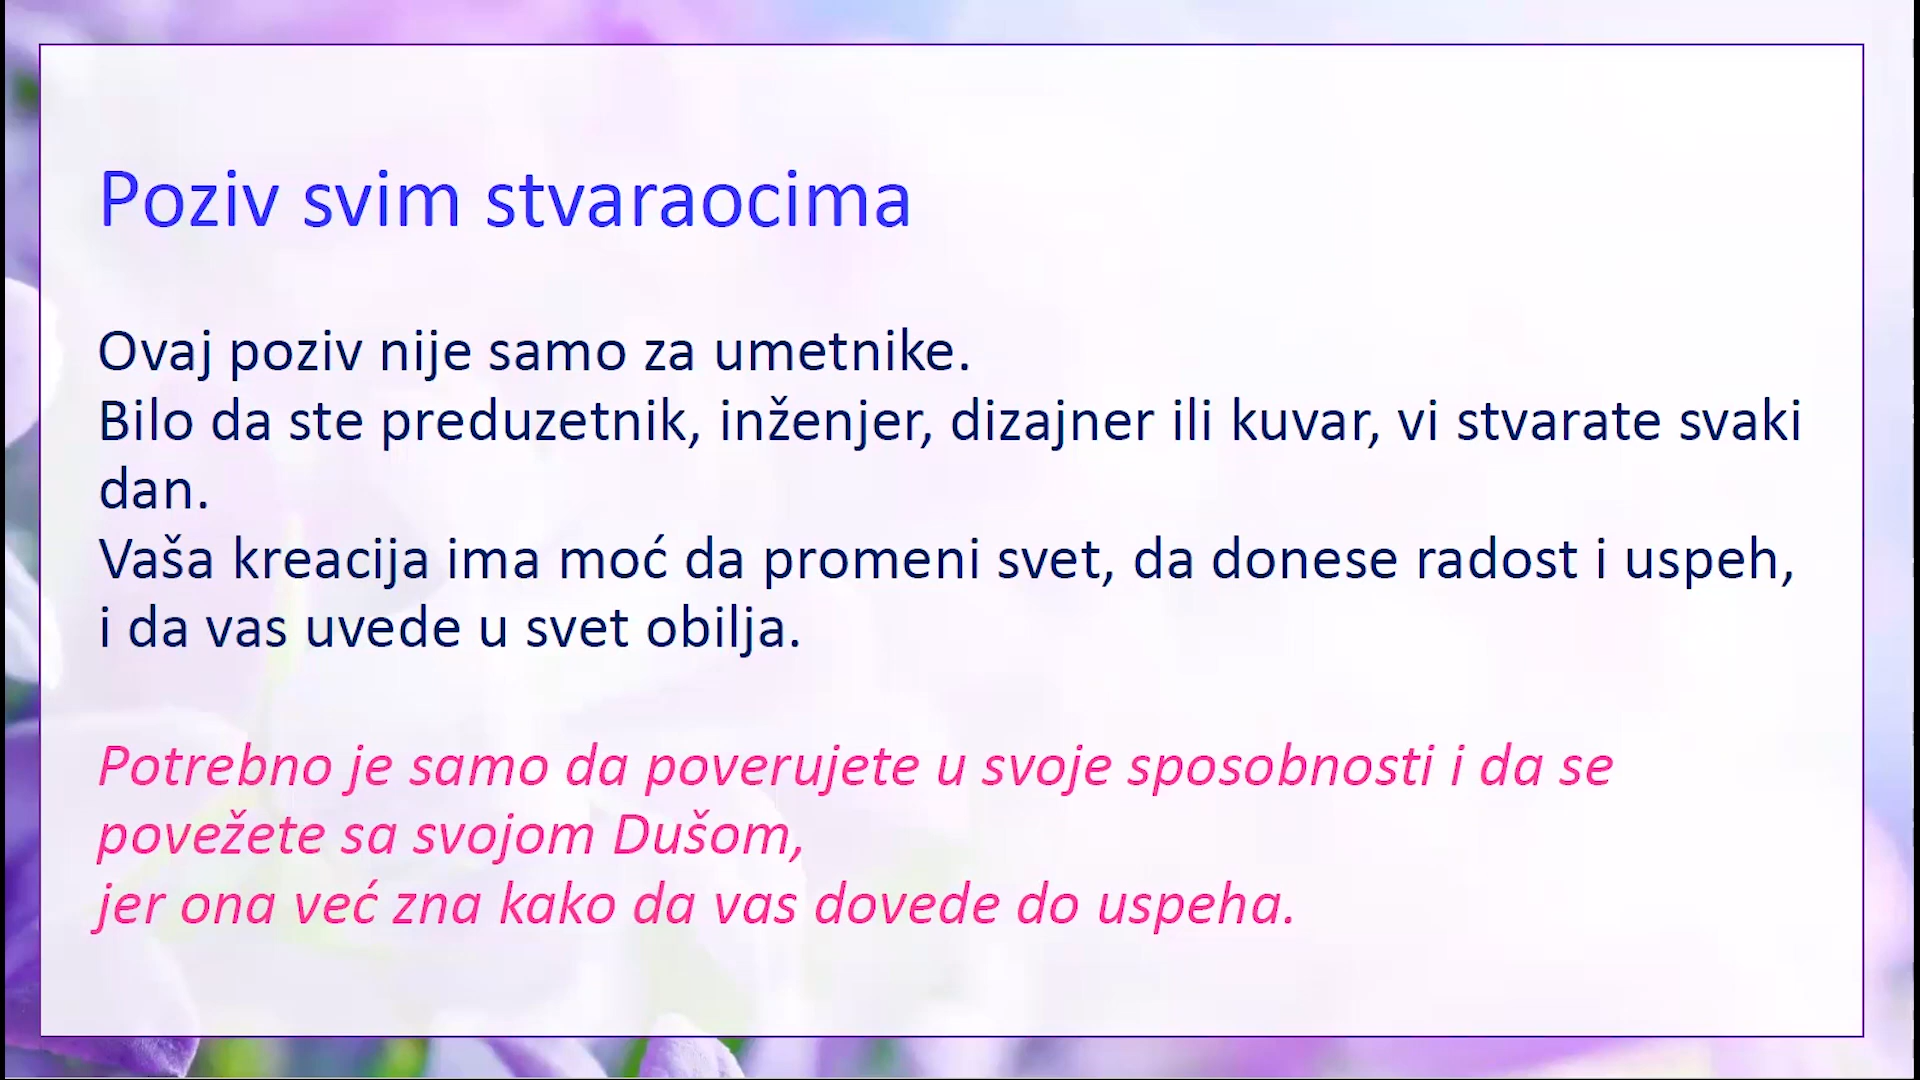 Poziv svim stvaraocima
Ovaj poziv nije samo za umetnike.
Bilo da ste preduzetnik, inženjer, dizajner ili kuvar, vi stvarate svaki
dan.
Vaša kreacija ima moć da promeni svet, da donese radost i uspeh,
i da vas uvede u svet obilja.
Potrebno je samo da poverujete u svoje sposobnosti i da se
povežete sa svojom Dušom,
jer ona već zna kako da vas dovede do uspeha.